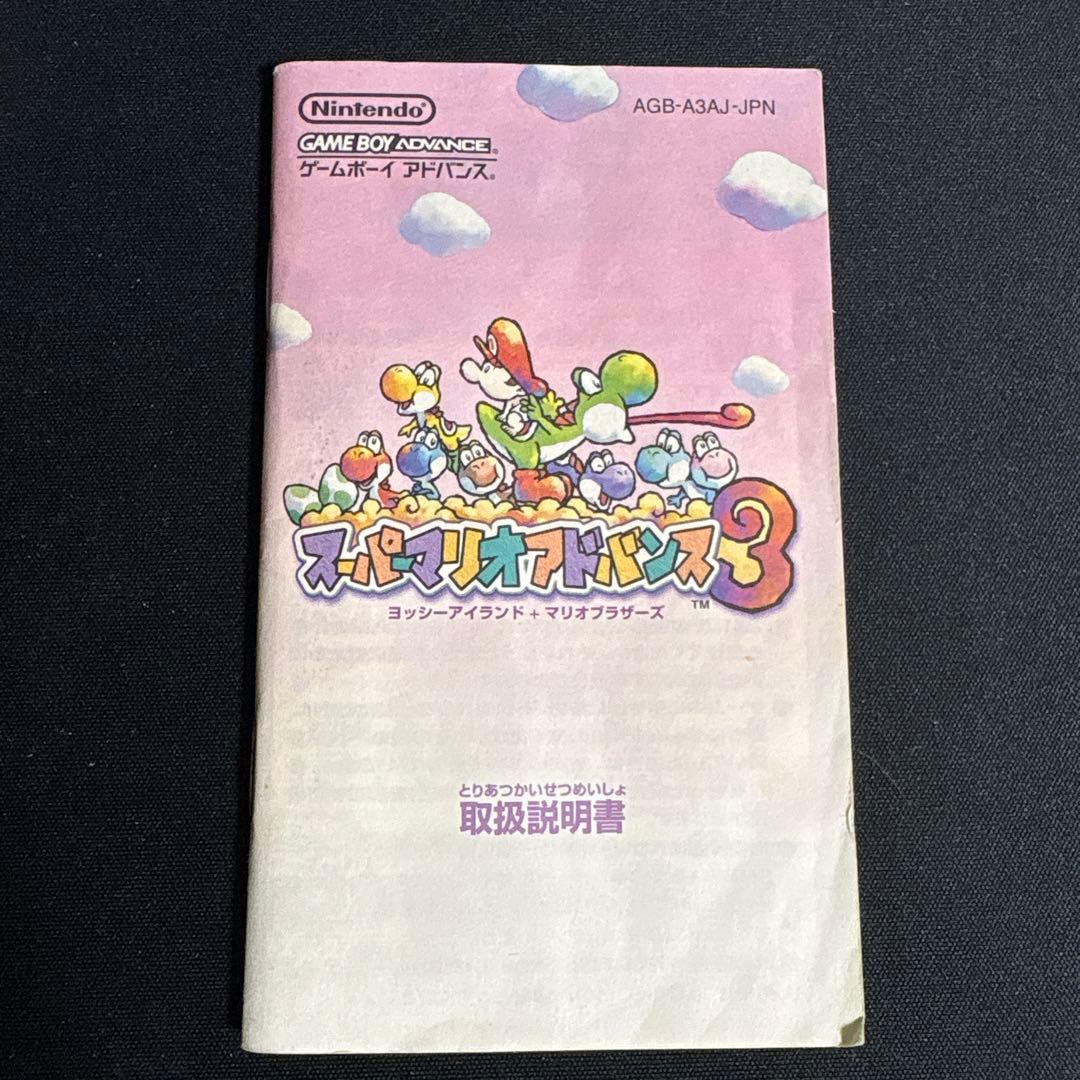 Nintendo®
AGB-A3AJ-JPN
GAME BOY ADVANCE®
ゲームボーイ アドバンス®
スーパーマリオアドバンス3
TM
ヨッシーアイランド + マリオブラザーズ
とりあつかいせつめいしょ
取扱説明書